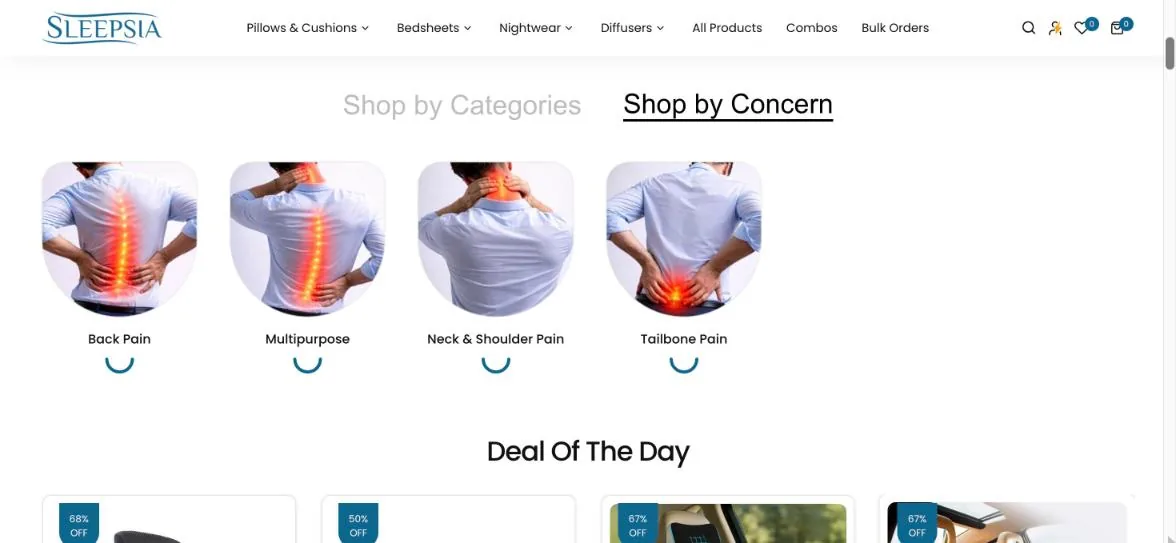 SLEEPSIA
Pillows & Cushions
Bedsheets
Nightwear
Diffusers
All Products
Combos
Bulk Orders
0
0
Shop by Categories
Shop by Concern
Back Pain
Multipurpose
Neck & Shoulder Pain
Tailbone Pain
Deal Of The Day
68%
OFF
50%
OFF
67%
OFF
67%
OFF